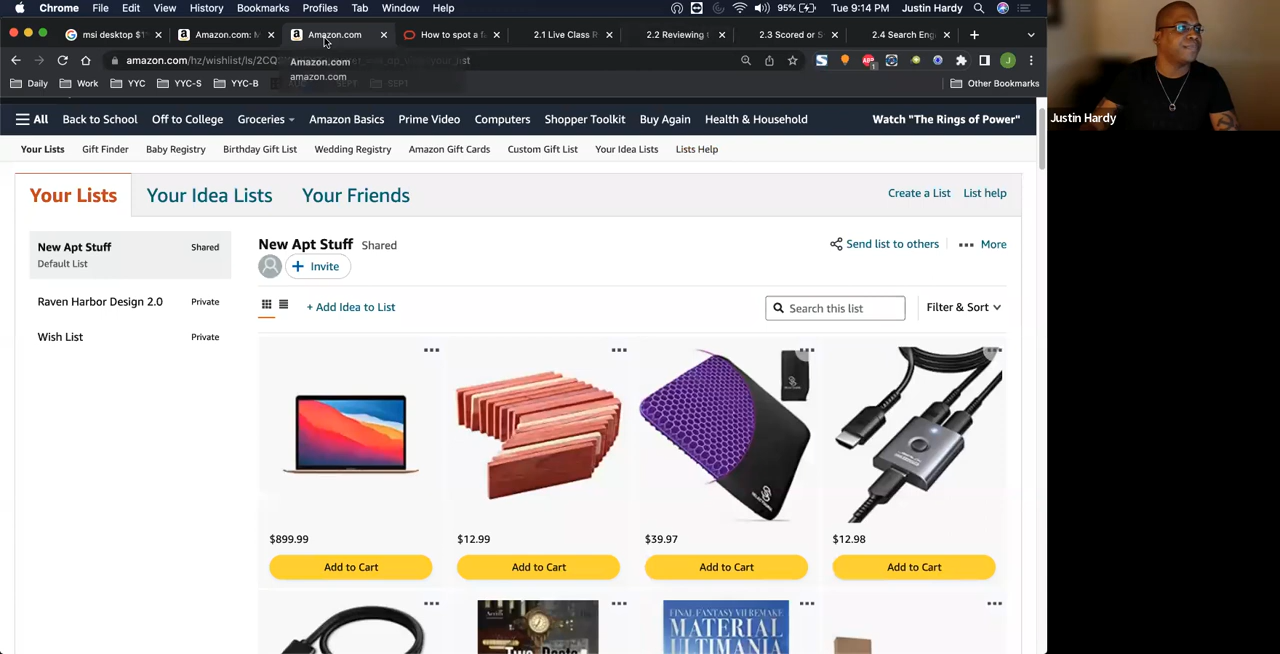 Chrome File Edit View History Bookmarks Profiles Tab Window Help 95% Tue 9:14 PM Justin Hardy
msi desktop $1 Amazon.com: M Amazon.com How to spot a fa 2.1 Live Class R 2.2 Reviewing 2.3 Scored or S 2.4 Search Eng
amazon.com/hz/wishlist/ls/2CQ
Amazon.com
amazon.com
Daily Work YYC YYC-S YYC-B SEPT SEPT Other Bookmarks
All Back to School Off to College Groceries Amazon Basics Prime Video Computers Shopper Toolkit Buy Again Health & Household Watch "The Rings of Power"
Your Lists Gift Finder Baby Registry Birthday Gift List Wedding Registry Amazon Gift Cards Custom Gift List Your Idea Lists Lists Help
Your Lists Your Idea Lists Your Friends Create a List List help
New Apt Stuff Shared
Default List
Raven Harbor Design 2.0 Private
Wish List Private
New Apt Stuff Shared Send list to others More
+ Invite
+ Add Idea to List Search this list Filter & Sort
$899.99 $12.99 $39.97 $12.98
Add to Cart Add to Cart Add to Cart Add to Cart
FINAL FANTASY VII REMAKE
MATERIAL
ULTIMANIA
Justin Hardy